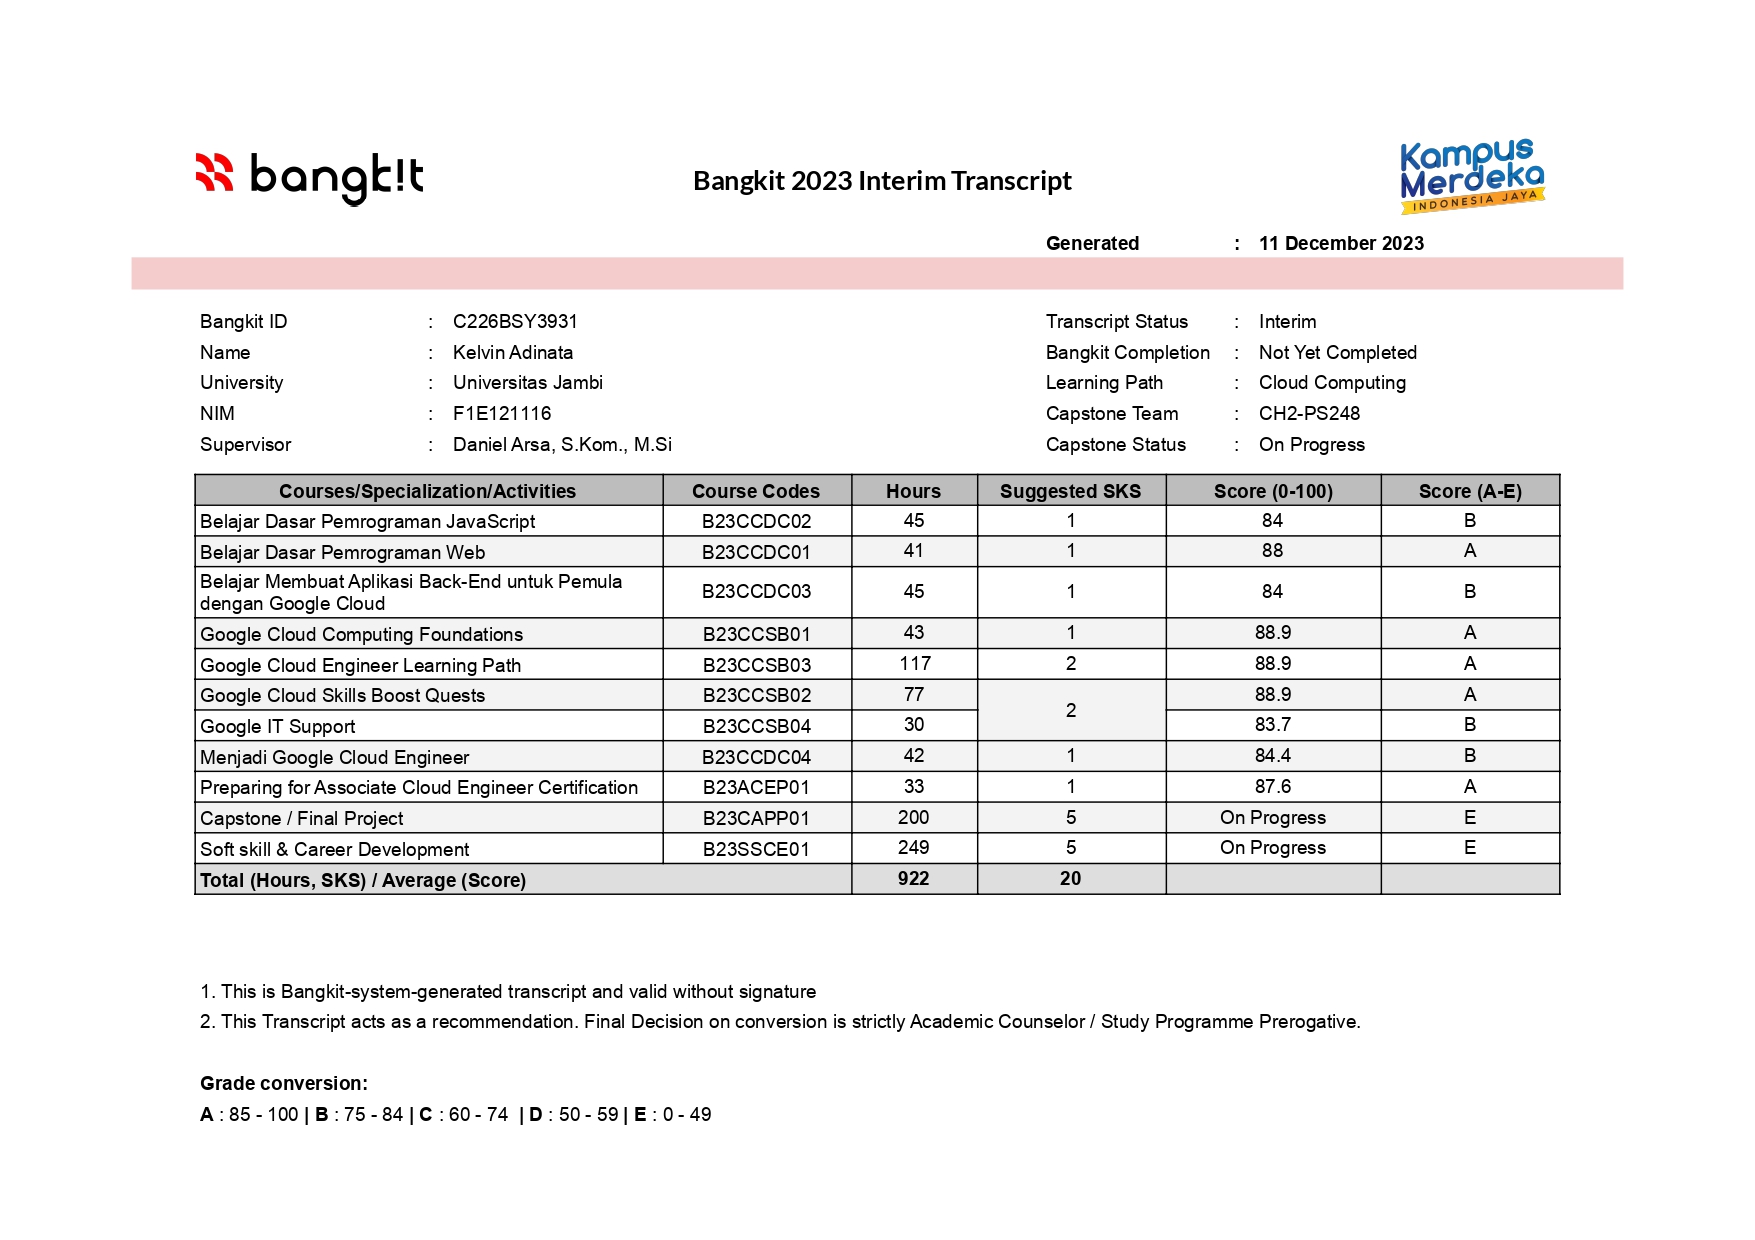 bangk!t
Bangkit 2023 Interim Transcript
Kampus
Merdeka
INDONESIA JAYA
Generated : 11 December 2023
Bangkit ID : C226BSY3931 Transcript Status : Interim
Name : Kelvin Adinata Bangkit Completion : Not Yet Completed
University : Universitas Jambi Learning Path : Cloud Computing
NIM : F1E121116 Capstone Team : CH2-PS248
Supervisor : Daniel Arsa, S.Kom., M.Si Capstone Status : On Progress
Courses/Specialization/Activities Course Codes Hours Suggested SKS Score (0-100) Score (A-E)
Belajar Dasar Pemrograman JavaScript B23CCDC02 45 1 84 B
Belajar Dasar Pemrograman Web B23CCDC01 41 1 88 A
Belajar Membuat Aplikasi Back-End untuk Pemula
dengan Google Cloud B23CCDC03 45 1 84 B
Google Cloud Computing Foundations B23CCSB01 43 1 88.9 A
Google Cloud Engineer Learning Path B23CCSB03 117 2 88.9 A
Google Cloud Skills Boost Quests B23CCSB02 77 2 88.9 A
Google IT Support B23CCSB04 30 83.7 B
Menjadi Google Cloud Engineer B23CCDC04 42 1 84.4 B
Preparing for Associate Cloud Engineer Certification B23ACEP01 33 1 87.6 A
Capstone / Final Project B23CAPP01 200 5 On Progress E
Soft skill & Career Development B23SSCE01 249 5 On Progress E
Total (Hours, SKS) / Average (Score) 922 20
1. This is Bangkit-system-generated transcript and valid without signature
2. This Transcript acts as a recommendation. Final Decision on conversion is strictly Academic Counselor / Study Programme Prerogative.
Grade conversion:
A : 85 - 100 | B : 75 - 84 | C : 60 - 74 | D : 50 - 59 | E : 0 - 49